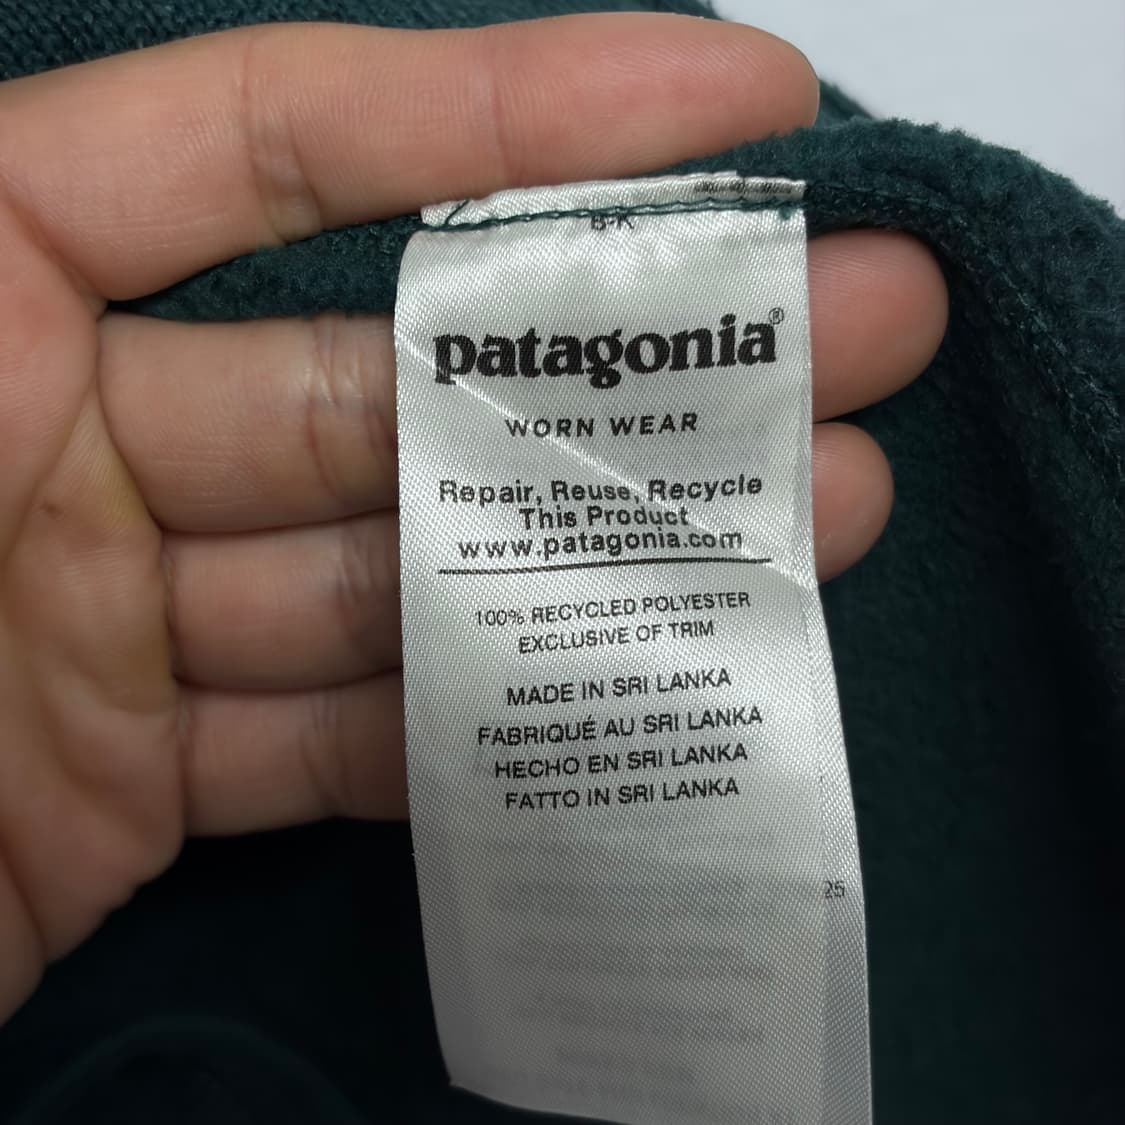 patagonia®
WORN WEAR
Repair, Reuse, Recycle
This Product
www.patagonia.com
100% RECYCLED POLYESTER
EXCLUSIVE OF TRIM
MADE IN SRI LANKA
FABRIQUÉ AU SRI LANKA
HECHO EN SRI LANKA
FATTO IN SRI LANKA
25